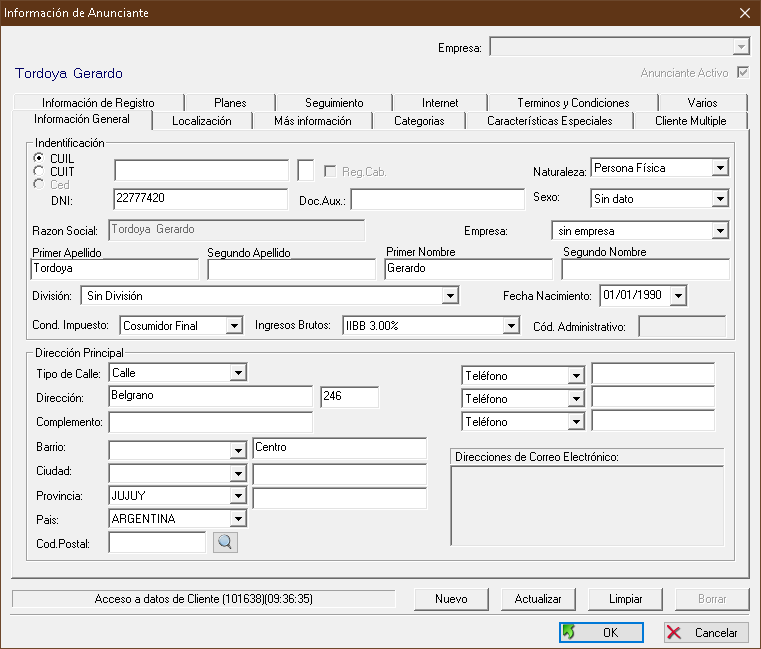 Información de Anunciante
Empresa:
Tordoya Gerardo
Anunciante Activo
Información de Registro Planes Seguimiento Internet Terminos y Condiciones Varios
Información General Localización Más información Categorias Características Especiales Cliente Multiple
Indentificación
CUIL
CUIT
Ced
Reg.Cab.
Naturaleza: Persona Física
DNI: 22777420 Doc.Aux.: Sexo: Sin dato
Razon Social: Tordoya Gerardo Empresa: sin empresa
Primer Apellido Segundo Apellido Primer Nombre Segundo Nombre
Tordoya Gerardo
División: Sin División Fecha Nacimiento: 01/01/1990
Cond. Impuesto: Cosumidor Final Ingresos Brutos: IIBB 3.00% Cód. Administrativo:
Dirección Principal
Tipo de Calle: Calle Teléfono
Dirección: Belgrano 246 Teléfono
Complemento: Teléfono
Barrio: Centro
Direcciones de Correo Electrónico:
Ciudad:
Provincia: JUJUY
Pais: ARGENTINA
Cod.Postal:
Acceso a datos de Cliente (101638)(09:36:35) Nuevo Actualizar Limpiar Borrar
OK Cancelar